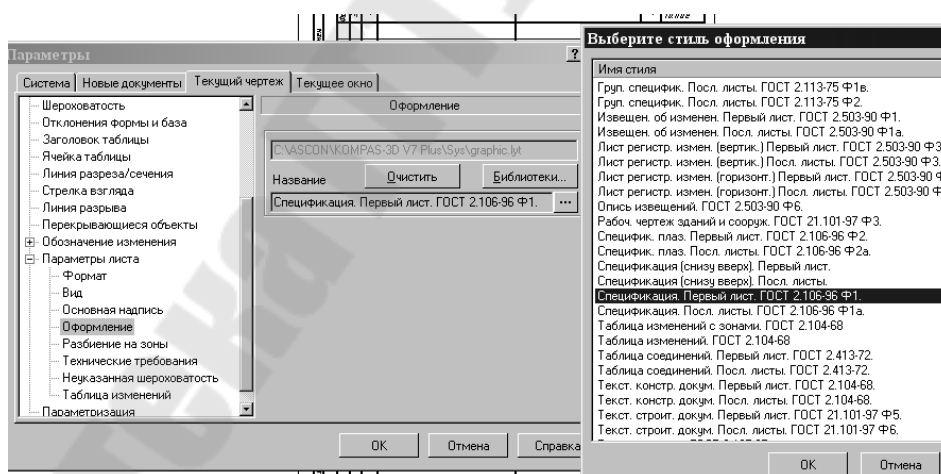 Параметры
?
Система
Новые документы
Текущий чертеж
Текущее окно
Шероховатость
Отклонения формы и база
Заголовок таблицы
Ячейка таблицы
Линия разреза/сечения
Стрелка взгляда
Линия разрыва
Перекрывающиеся объекты
Обозначение изменения
Параметры листа
Формат
Вид
Основная надпись
Оформление
Разбиение на зоны
Технические требования
Неуказанная шероховатость
Таблица изменений
Параметризация
Оформление
C:\ASCON\KOMPAS-3D V7 Plus\Sys\graphic.lyt
Название
Очистить
Библиотеки...
Спецификация. Первый лист. ГОСТ 2.106-96 Ф1.
...
OK
Отмена
Справка
Выберите стиль оформления
Имя стиля
Груп. специфик. Посл. листы. ГОСТ 2.113-75 Ф1в.
Груп. специфик. Посл. листы. ГОСТ 2.113-75 Ф2.
Извещен. об изменен. Первый лист. ГОСТ 2.503-90 Ф1.
Извещен. об изменен. Посл. листы. ГОСТ 2.503-90 Ф1а.
Лист регистр. измен. (вертик.) Первый лист. ГОСТ 2.503-90 Ф3
Лист регистр. измен. (вертик.) Посл. листы. ГОСТ 2.503-90 Ф3.
Лист регистр. измен. (горизонт.) Первый лист. ГОСТ 2.503-90
Лист регистр. измен. (горизонт.) Посл. листы. ГОСТ 2.503-90 Ф
Опись извещений. ГОСТ 2.503-90 Ф6.
Рабоч. чертеж зданий и сооруж. ГОСТ 21.101-97 Ф3.
Специфик. плаз. Первый лист. ГОСТ 2.106-96 Ф2.
Специфик. плаз. Посл. листы. ГОСТ 2.106-96 Ф2а.
Спецификация (снизу вверх). Первый лист.
Спецификация (снизу вверх). Посл. листы.
Спецификация. Первый лист. ГОСТ 2.106-96 Ф1.
Спецификация. Посл. листы. ГОСТ 2.106-96 Ф1а.
Таблица изменений с зонами. ГОСТ 2.104-68
Таблица изменений. ГОСТ 2.104-68
Таблица соединений. Первый лист. ГОСТ 2.413-72.
Таблица соединений. Посл. листы. ГОСТ 2.413-72.
Текст. констр. докум. Первый лист. ГОСТ 2.104-68.
Текст. констр. докум. Посл. листы. ГОСТ 2.104-68.
Текст. строит. докум. Первый лист. ГОСТ 21.101-97 Ф5.
Текст. строит. докум. Посл. листы. ГОСТ 21.101-97 Ф6.
OK
Отмена